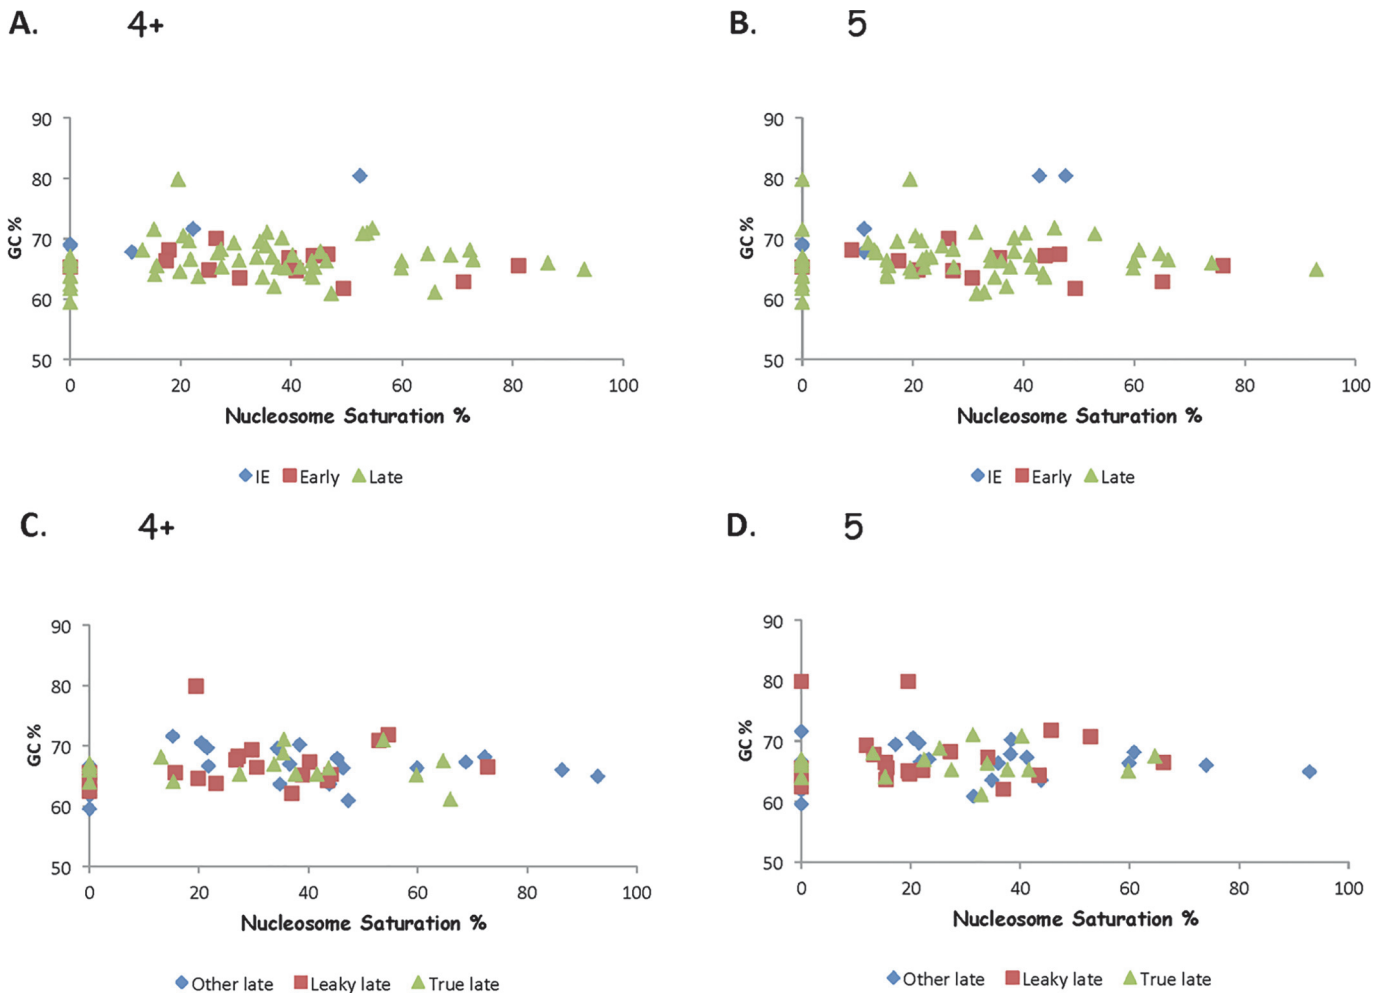 A. 4+
90
80
70
60
50
GC %
0 20 40 60 80 100
Nucleosome Saturation %
IE Early Late
B. 5
90
80
70
60
50
GC %
0 20 40 60 80 100
Nucleosome Saturation %
IE Early Late
C. 4+
90
80
70
60
50
GC %
0 20 40 60 80 100
Nucleosome Saturation %
Other late Leaky late True late
D. 5
90
80
70
60
50
GC %
0 20 40 60 80 100
Nucleosome Saturation %
Other late Leaky late True late